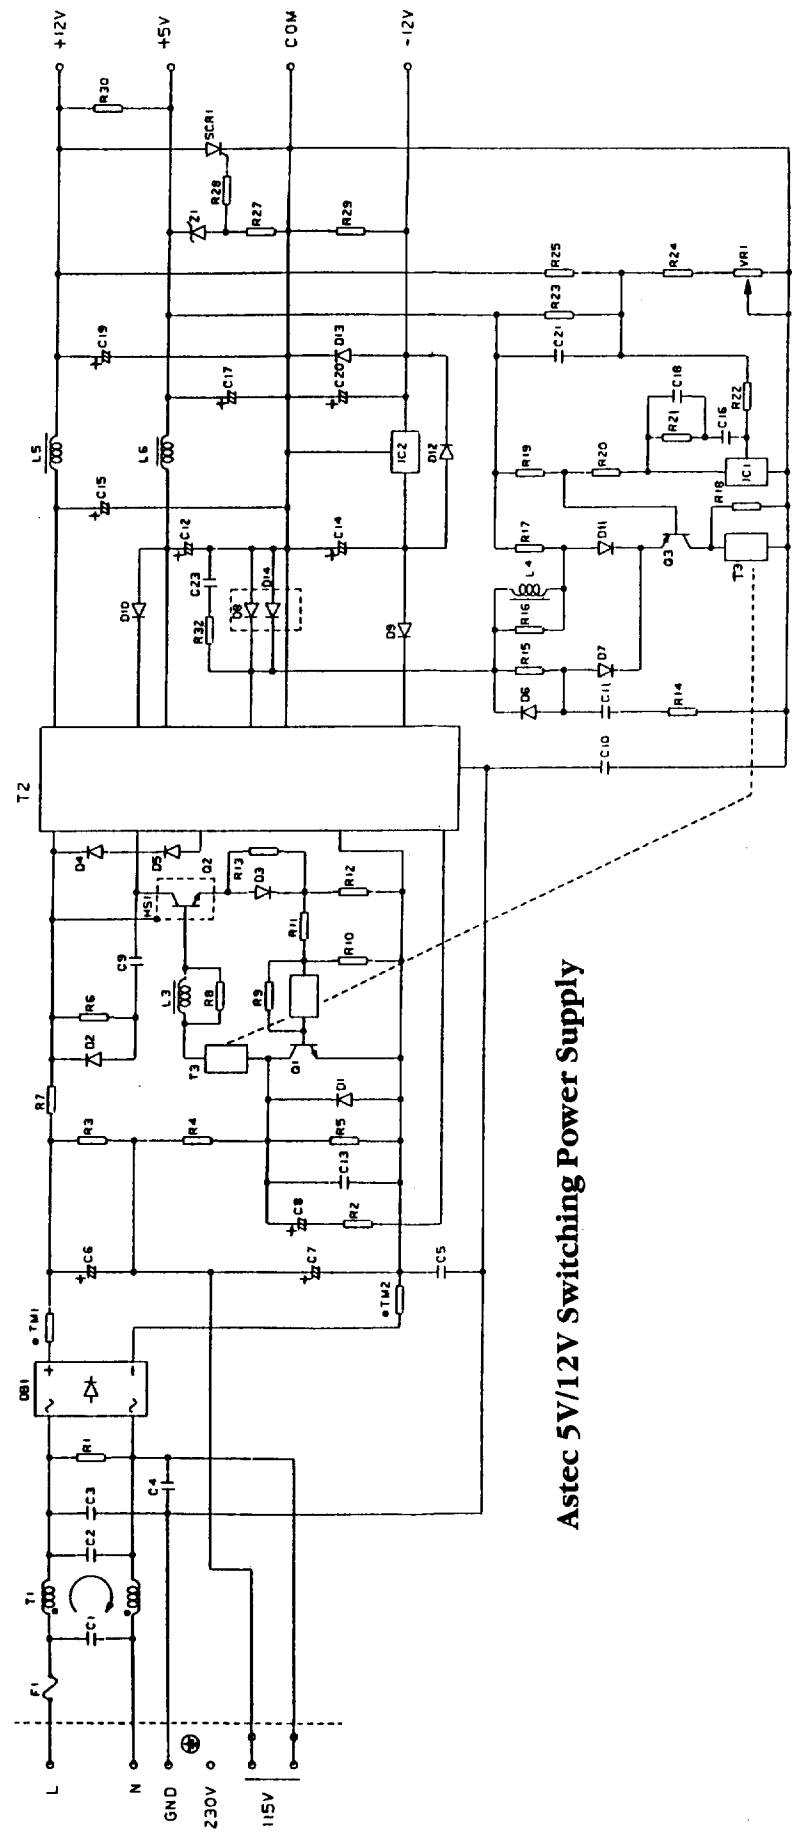 +12V
+5V
COM
-12V
R30
SCR1
R28
Z1
R27
R29
R25
R24
VR1
R23
C21
C19
D13
C17
C20
L5
L6
IC2
D12
C18
R21
C16
R22
R19
R20
IC1
R18
C15
C12
C14
C23
D14
D8
R32
D10
D9
R17
L4
R16
R15
D11
Q3
T3
D6
D7
C11
R14
C10
T2
D4
D5
Q2
HS1
R13
D3
R12
R11
R10
C9
L3
R8
R9
R6
D2
T3
Q1
R7
R3
R4
D1
R5
C13
C8
R2
C6
C7
C5
TM1
TM2
DB1
+
-
~
~
R1
C4
C3
C2
T1
C1
F1
L
N
GND
230V
115V
Astec 5V/12V Switching Power Supply